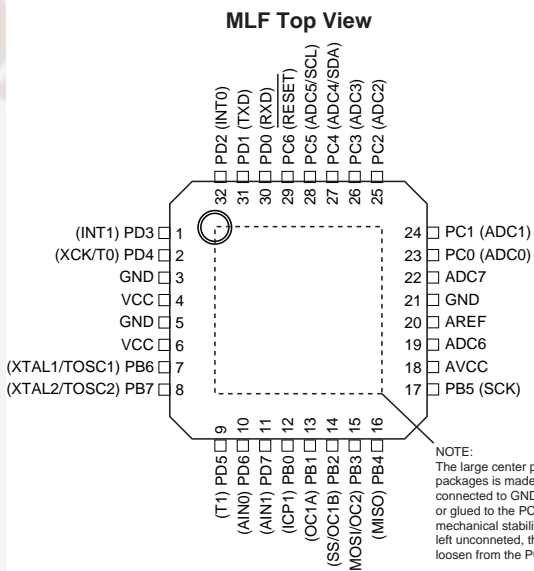 MLF Top View
PD2 (INT0)
PD1 (TXD)
PD0 (RXD)
PC6 (RESET)
PC5 (ADC5/SCL)
PC4 (ADC4/SDA)
PC3 (ADC3)
PC2 (ADC2)
32
31
30
29
28
27
26
25
(INT1) PD3 1
(XCK/T0) PD4 2
GND 3
VCC 4
GND 5
VCC 6
(XTAL1/TOSC1) PB6 7
(XTAL2/TOSC2) PB7 8
24 PC1 (ADC1)
23 PC0 (ADC0)
22 ADC7
21 GND
20 AREF
19 ADC6
18 AVCC
17 PB5 (SCK)
9
10
11
12
13
14
15
16
(T1) PD5
(AIN0) PD6
(AIN1) PD7
(ICP1) PB0
(OC1A) PB1
(SS/OC1B) PB2
MOSI/OC2) PB3
(MISO) PB4
NOTE:
The large center
packages is made
connected to GND
or glued to the
mechanical
left unconneted,
loosen from the